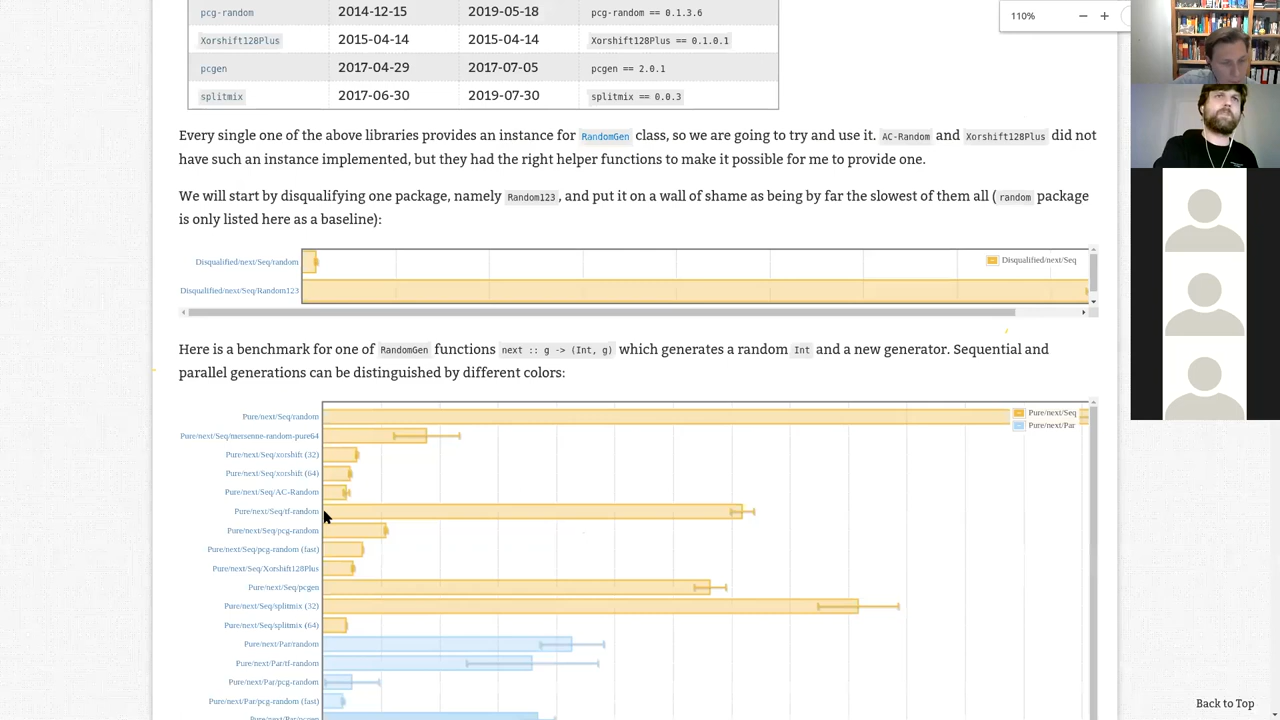 110%
pcg-random 2014-12-15 2019-05-18 pcg-random == 0.1.3.6
Xorshift128Plus 2015-04-14 2015-04-14 Xorshift128Plus == 0.1.0.1
pcgen 2017-04-29 2017-07-05 pcgen == 2.0.1
splitmix 2017-06-30 2019-07-30 splitmix == 0.0.3
Every single one of the above libraries provides an instance for RandomGen class, so we are going to try and use it. AC-Random and Xorshift128Plus did not
have such an instance implemented, but they had the right helper functions to make it possible for me to provide one.
We will start by disqualifying one package, namely Random123, and put it on a wall of shame as being by far the slowest of them all (random package
is only listed here as a baseline):
Disqualified/next/Seq/random
Disqualified/next/Seq
Disqualified/next/Seq/Random123
Here is a benchmark for one of RandomGen functions next :: g -> (Int, g) which generates a random Int and a new generator. Sequential and
parallel generations can be distinguished by different colors:
Pure/next/Seq/random
Pure/next/Seq
Pure/next/Par
Pure/next/Seq/mersenne-random-pure64
Pure/next/Seq/xorshift (32)
Pure/next/Seq/xorshift (64)
Pure/next/Seq/AC-Random
Pure/next/Seq/tf-random
Pure/next/Seq/pcg-random
Pure/next/Seq/pcg-random (fast)
Pure/next/Seq/Xorshift128Plus
Pure/next/Seq/pcgen
Pure/next/Seq/splitmix (32)
Pure/next/Seq/splitmix (64)
Pure/next/Par/random
Pure/next/Par/tf-random
Pure/next/Par/pcg-random
Pure/next/Par/pcg-random (fast)
Pure/next/Par/pcgen
Back to Top